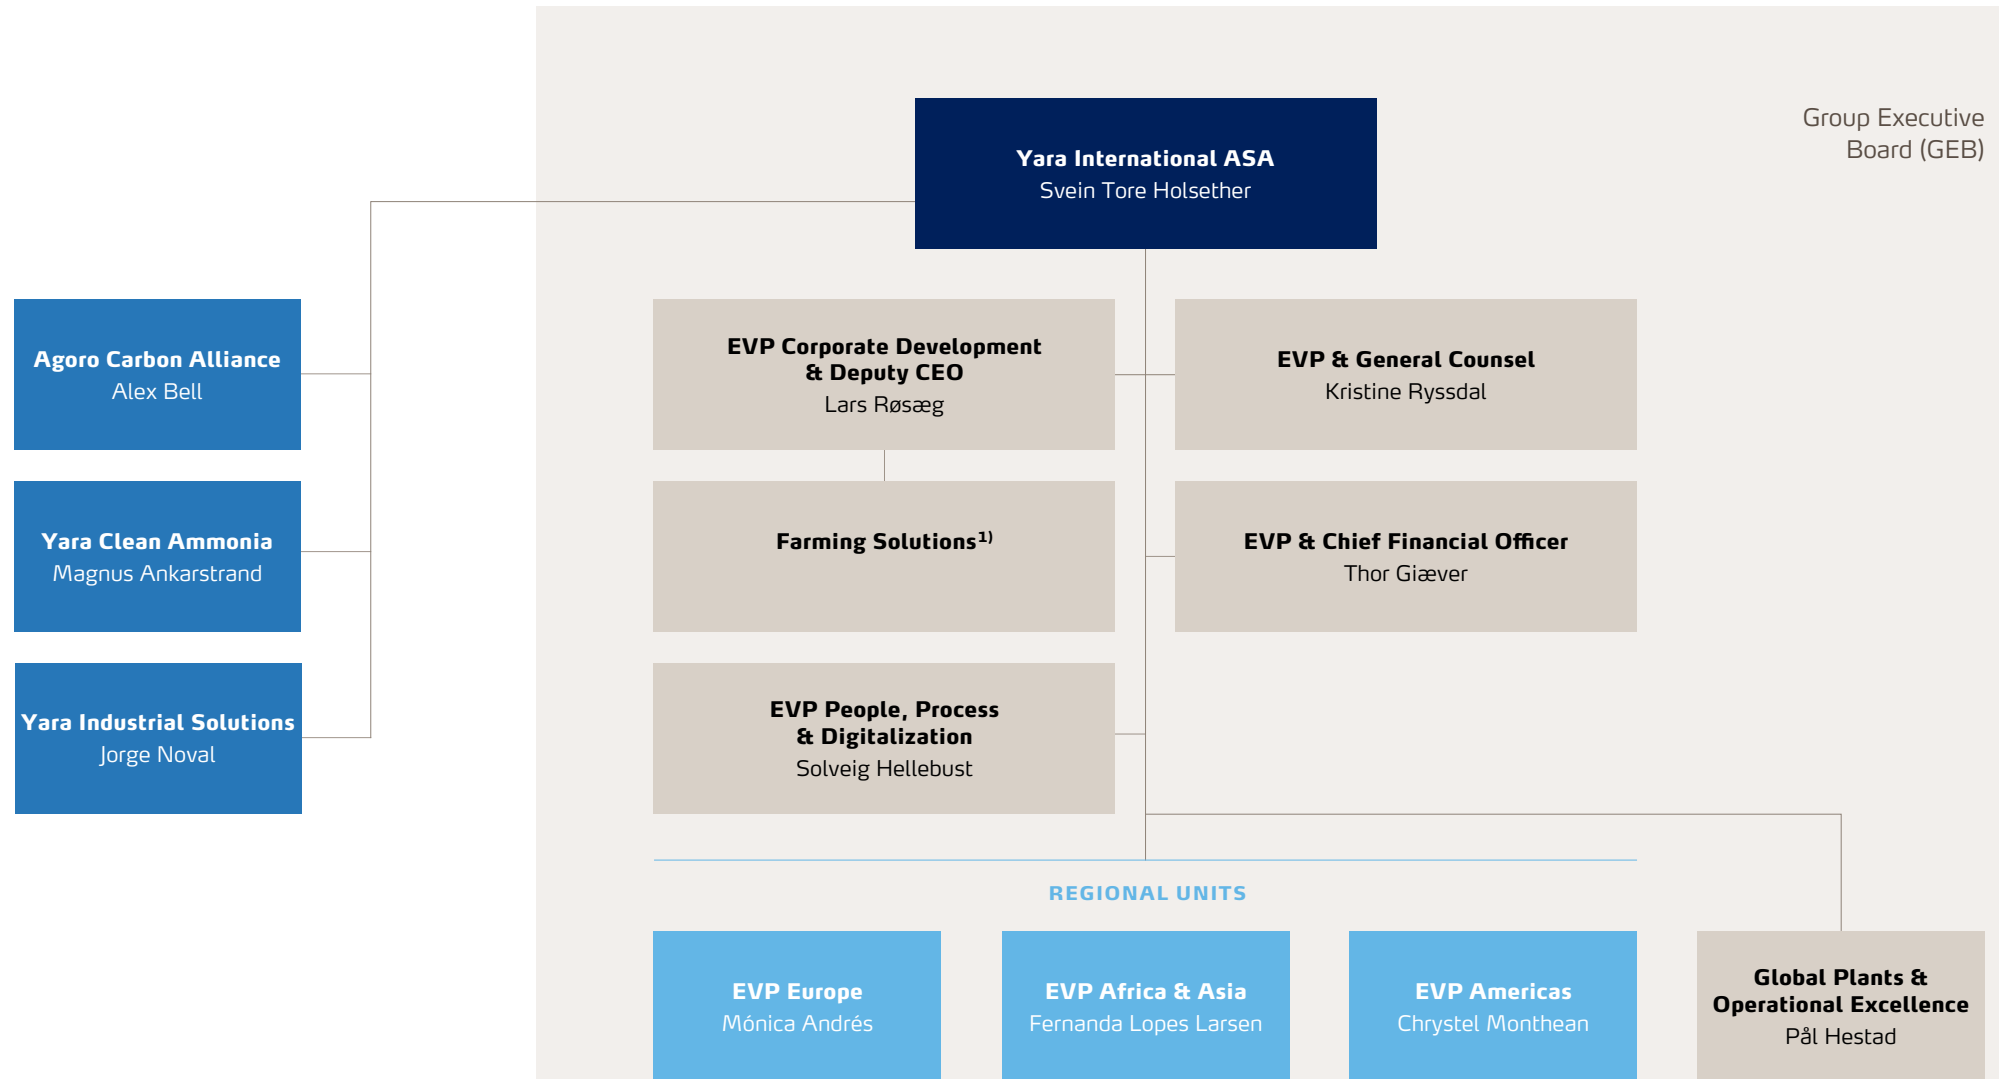 Group Executive
Board (GEB)
Yara International ASA
Svein Tore Holsether
Agoro Carbon Alliance
Alex Bell
EVP Corporate Development
& Deputy CEO
Lars Røsæg
EVP & General Counsel
Kristine Ryssdal
Yara Clean Ammonia
Magnus Ankarstrand
Farming Solutions¹⁾
EVP & Chief Financial Officer
Thor Giæver
Yara Industrial Solutions
Jorge Noval
EVP People, Process
& Digitalization
Solveig Hellebust
REGIONAL UNITS
EVP Europe
Mónica Andrés
EVP Africa & Asia
Fernanda Lopes Larsen
EVP Americas
Chrystel Monthean
Global Plants &
Operational Excellence
Pål Hestad